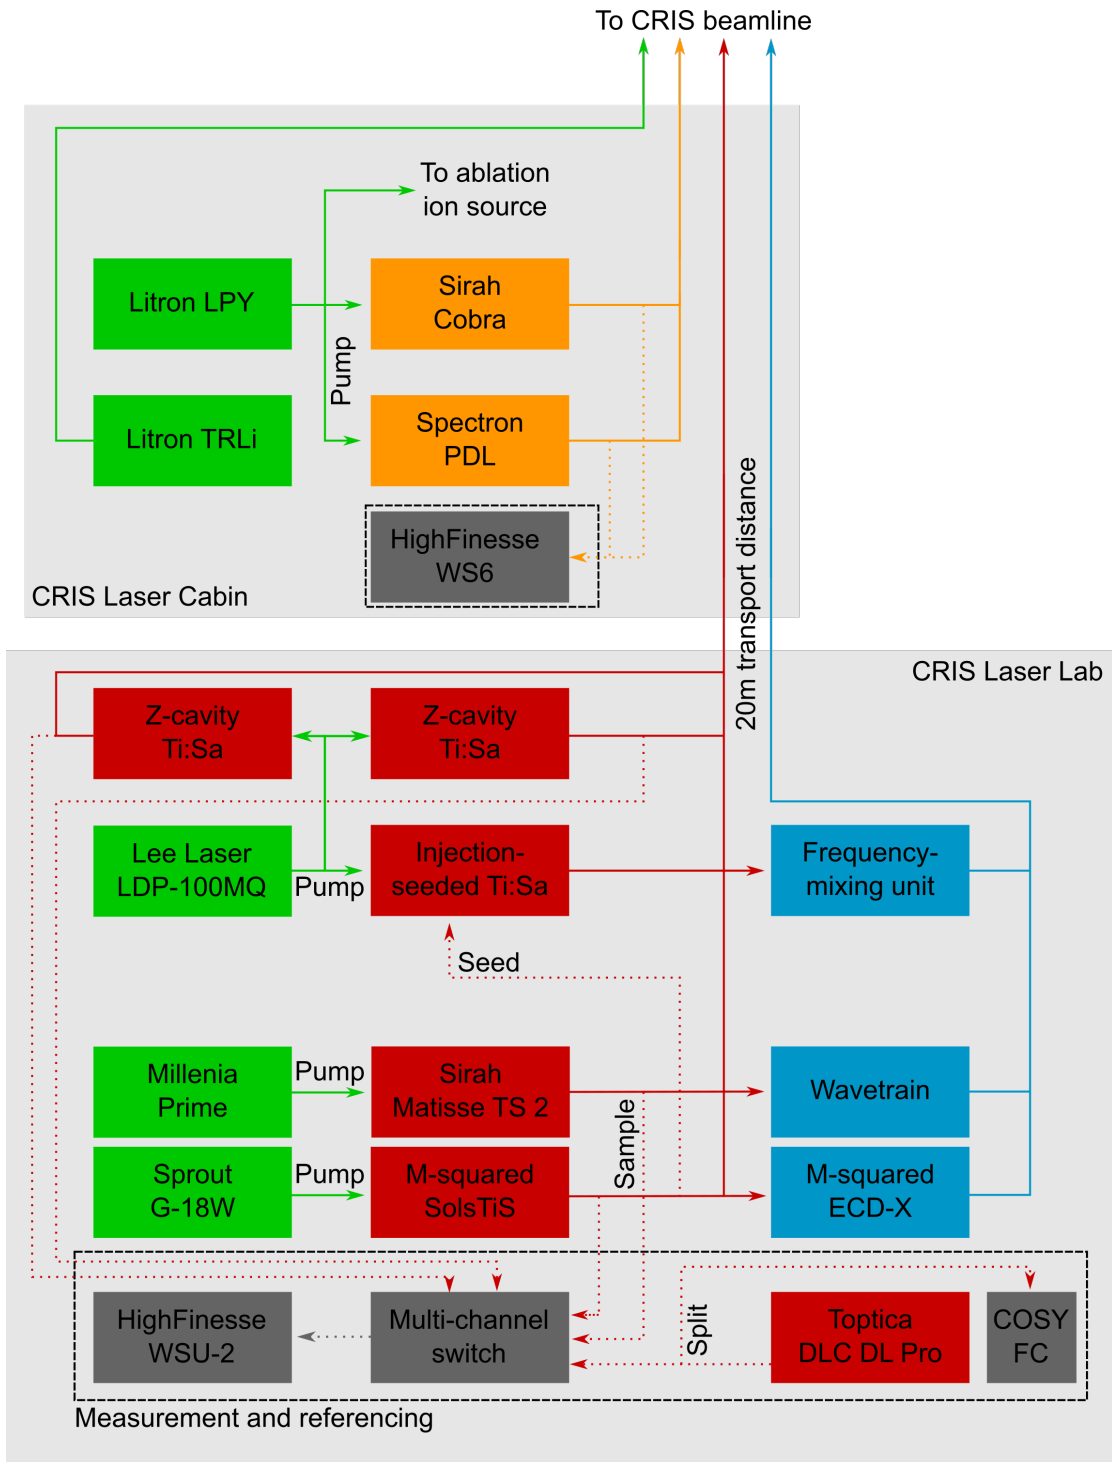 To CRIS beamline
To ablation
ion source
Litron LPY
Sirah
Cobra
Pump
Litron TRLi
Spectron
PDL
HighFinesse
WS6
CRIS Laser Cabin
20m transport distance
CRIS Laser Lab
Z-cavity
Ti:Sa
Z-cavity
Ti:Sa
Lee Laser
LDP-100MQ
Pump
Injection-
seeded Ti:Sa
Frequency-
mixing unit
Seed
Millenia
Prime
Pump
Sirah
Matisse TS 2
Sample
Wavetrain
Sprout
G-18W
Pump
M-squared
SolsTiS
M-squared
ECD-X
HighFinesse
WSU-2
Multi-channel
switch
Split
Toptica
DLC DL Pro
COSY
FC
Measurement and referencing